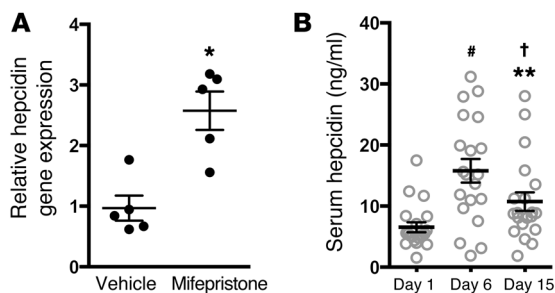 A
Relative hepcidin
gene expression
4
3
2
1
0
*
Vehicle Mifepristone
B
Serum hepcidin (ng/ml)
40
30
20
10
0
#
†
**
Day 1 Day 6 Day 15